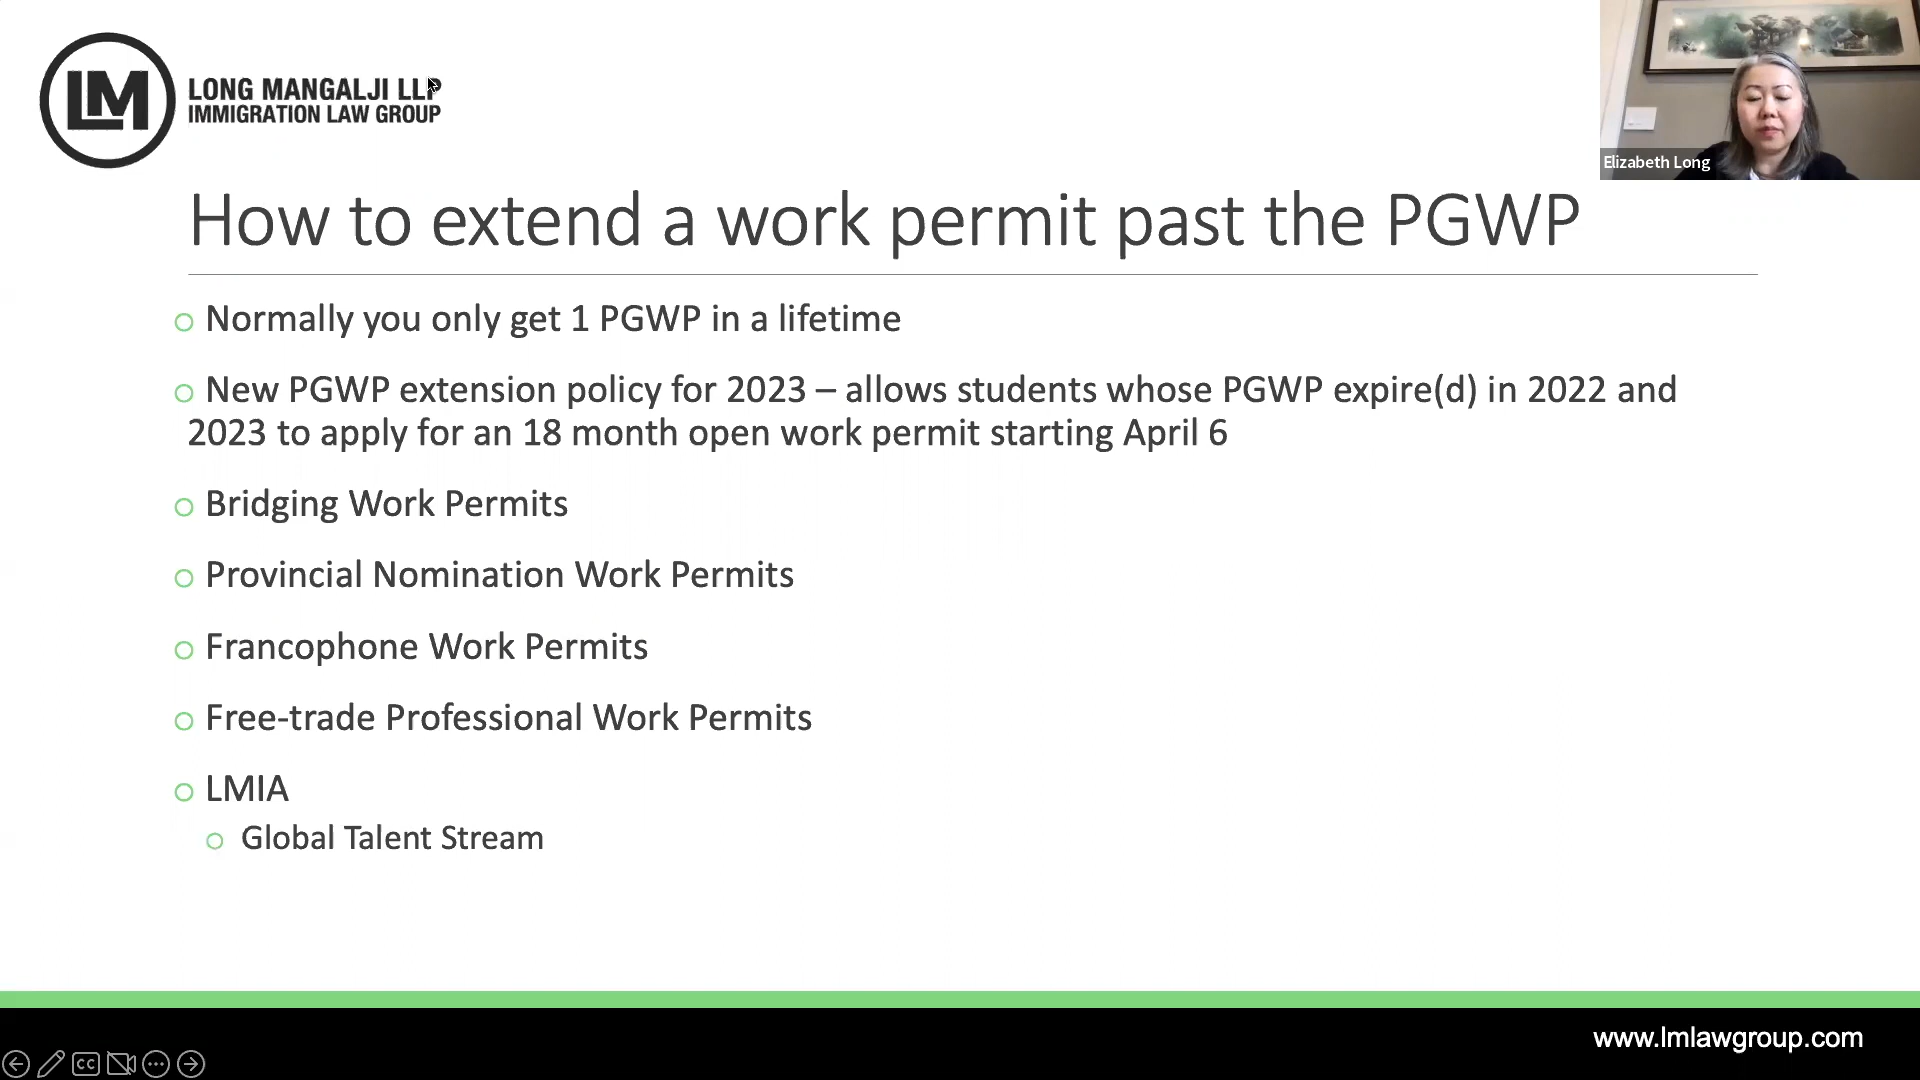 LM
LONG MANGALJI LLP
IMMIGRATION LAW GROUP
Elizabeth Long
How to extend a work permit past the PGWP
Normally you only get 1 PGWP in a lifetime
New PGWP extension policy for 2023 – allows students whose PGWP expire(d) in 2022 and
2023 to apply for an 18 month open work permit starting April 6
Bridging Work Permits
Provincial Nomination Work Permits
Francophone Work Permits
Free-trade Professional Work Permits
LMIA
Global Talent Stream
www.lmlawgroup.com
CC